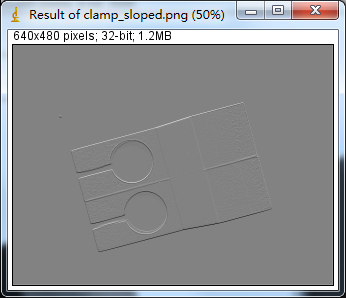 Result of clamp_sloped.png (50%)
640x480 pixels; 32-bit; 1.2MB